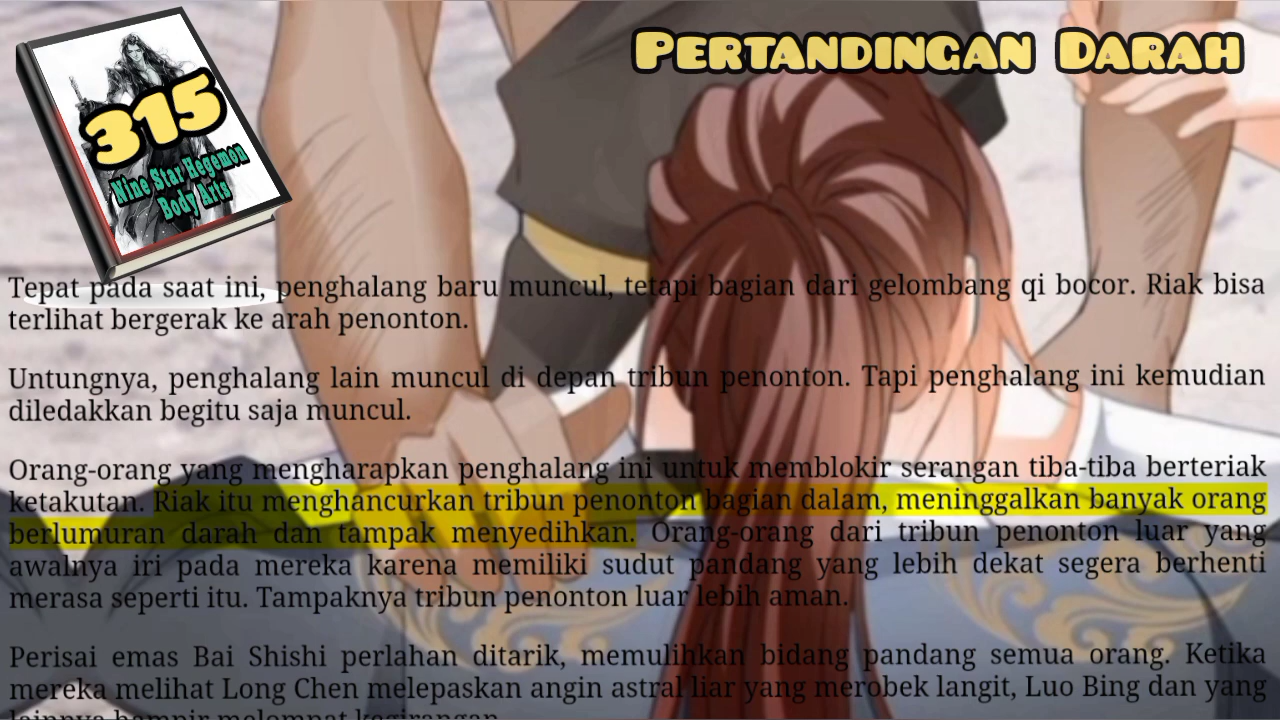 Pertandingan Darah
315
Nine Star Hegemon
Body Arts
Tepat pada saat ini, penghalang baru muncul, tetapi bagian dari gelombang qi bocor. Riak bisa
terlihat bergerak ke arah penonton.
Untungnya, penghalang lain muncul di depan tribun penonton. Tapi penghalang ini kemudian
diledakkan begitu saja muncul.
Orang-orang yang mengharapkan penghalang ini untuk memblokir serangan tiba-tiba berteriak
ketakutan. Riak itu menghancurkan tribun penonton bagian dalam, meninggalkan banyak orang
berlumuran darah dan tampak menyedihkan. Orang-orang dari tribun penonton luar yang
awalnya iri pada mereka karena memiliki sudut pandang yang lebih dekat segera berhenti
merasa seperti itu. Tampaknya tribun penonton luar lebih aman.
Perisai emas Bai Shishi perlahan ditarik, memulihkan bidang pandang semua orang. Ketika
mereka melihat Long Chen melepaskan angin astral liar yang merobek langit, Luo Bing dan yang
lainnya hampir melompat kegirangan.